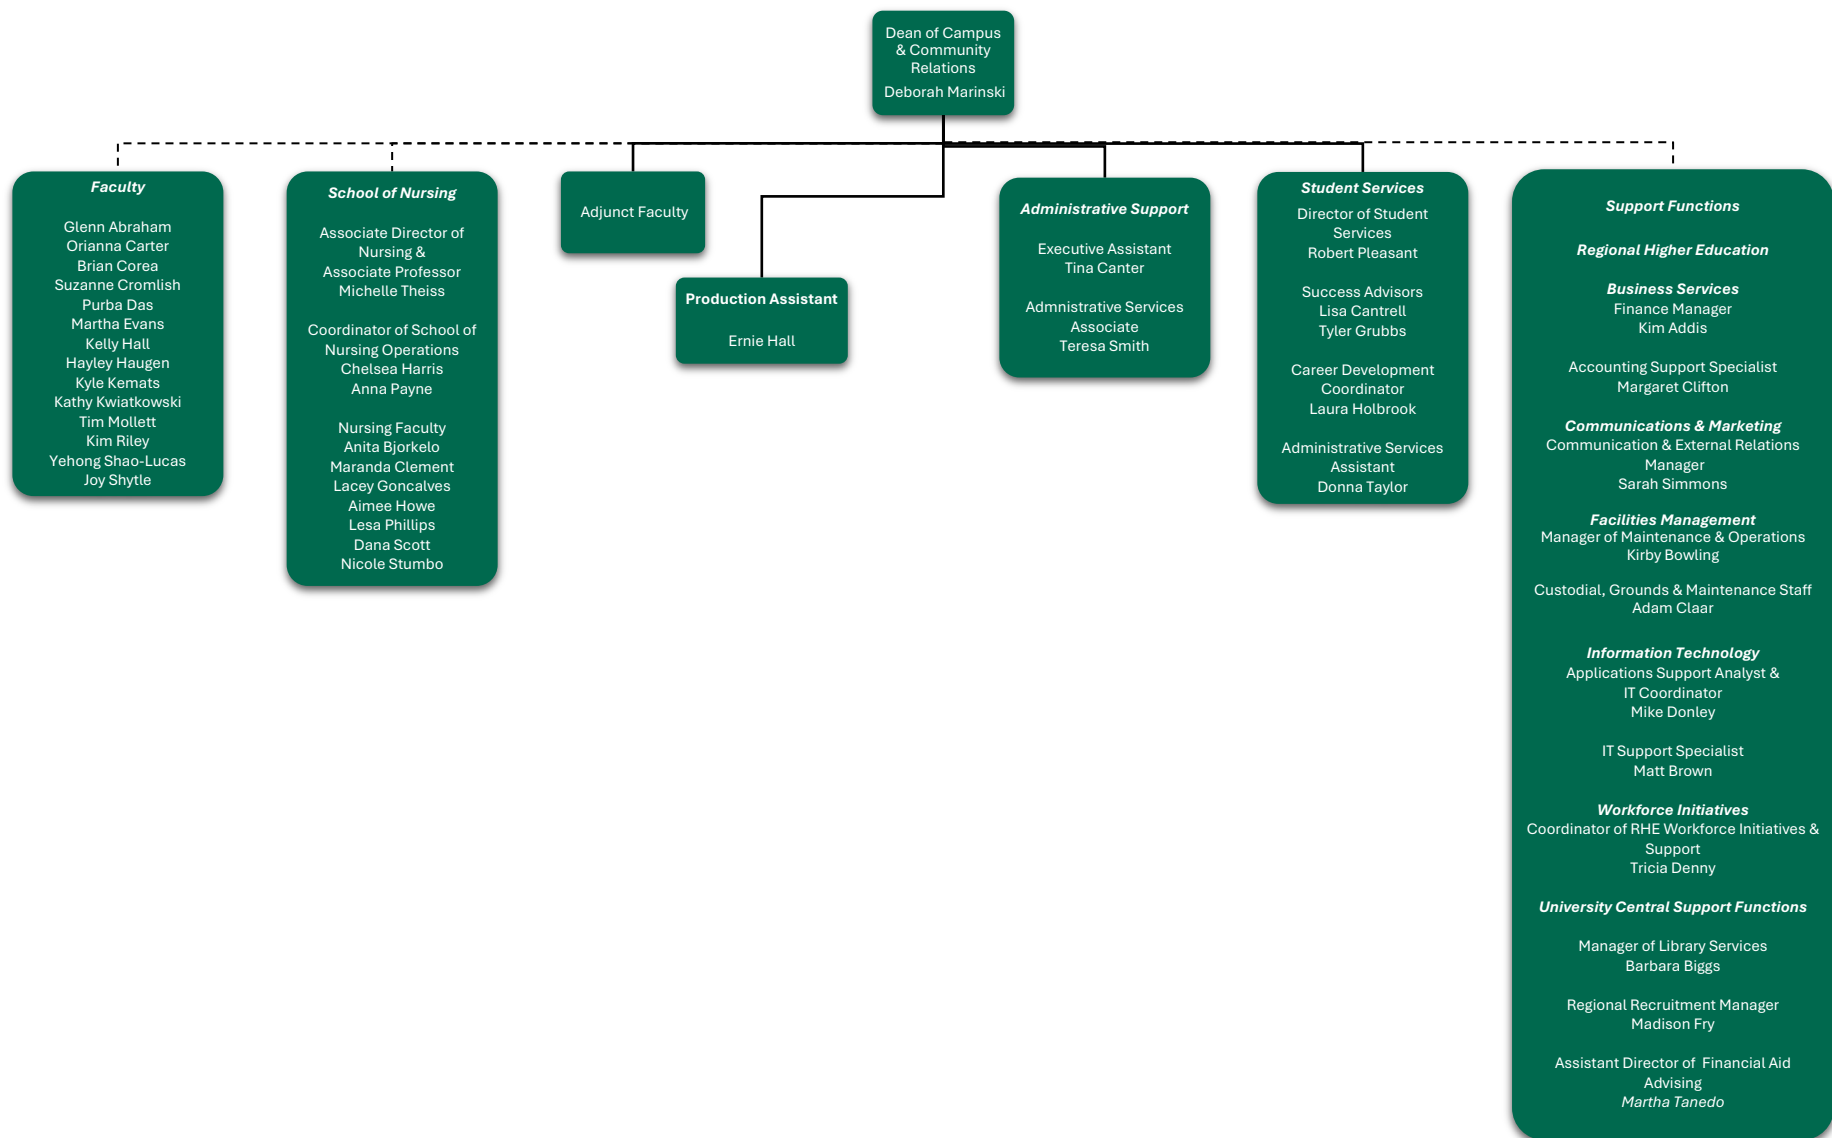 Dean of Campus
& Community
Relations
Deborah Marinski
Faculty
Glenn Abraham
Orianna Carter
Brian Corea
Suzanne Cromlish
Purba Das
Martha Evans
Kelly Hall
Hayley Haugen
Kyle Kemats
Kathy Kwiatkowski
Tim Mollett
Kim Riley
Yehong Shao-Lucas
Joy Shytle
School of Nursing
Associate Director of
Nursing &
Associate Professor
Michelle Theiss
Coordinator of School of
Nursing Operations
Chelsea Harris
Anna Payne
Nursing Faculty
Anita Bjorkelo
Maranda Clement
Lacey Goncalves
Aimee Howe
Lesa Phillips
Dana Scott
Nicole Stumbo
Adjunct Faculty
Production Assistant
Ernie Hall
Administrative Support
Executive Assistant
Tina Canter
Admnistrative Services
Associate
Teresa Smith
Student Services
Director of Student
Services
Robert Pleasant
Success Advisors
Lisa Cantrell
Tyler Grubbs
Career Development
Coordinator
Laura Holbrook
Administrative Services
Assistant
Donna Taylor
Support Functions
Regional Higher Education
Business Services
Finance Manager
Kim Addis
Accounting Support Specialist
Margaret Clifton
Communications & Marketing
Communication & External Relations
Manager
Sarah Simmons
Facilities Management
Manager of Maintenance & Operations
Kirby Bowling
Custodial, Grounds & Maintenance Staff
Adam Claar
Information Technology
Applications Support Analyst &
IT Coordinator
Mike Donley
IT Support Specialist
Matt Brown
Workforce Initiatives
Coordinator of RHE Workforce Initiatives &
Support
Tricia Denny
University Central Support Functions
Manager of Library Services
Barbara Biggs
Regional Recruitment Manager
Madison Fry
Assistant Director of Financial Aid
Advising
Martha Tanedo